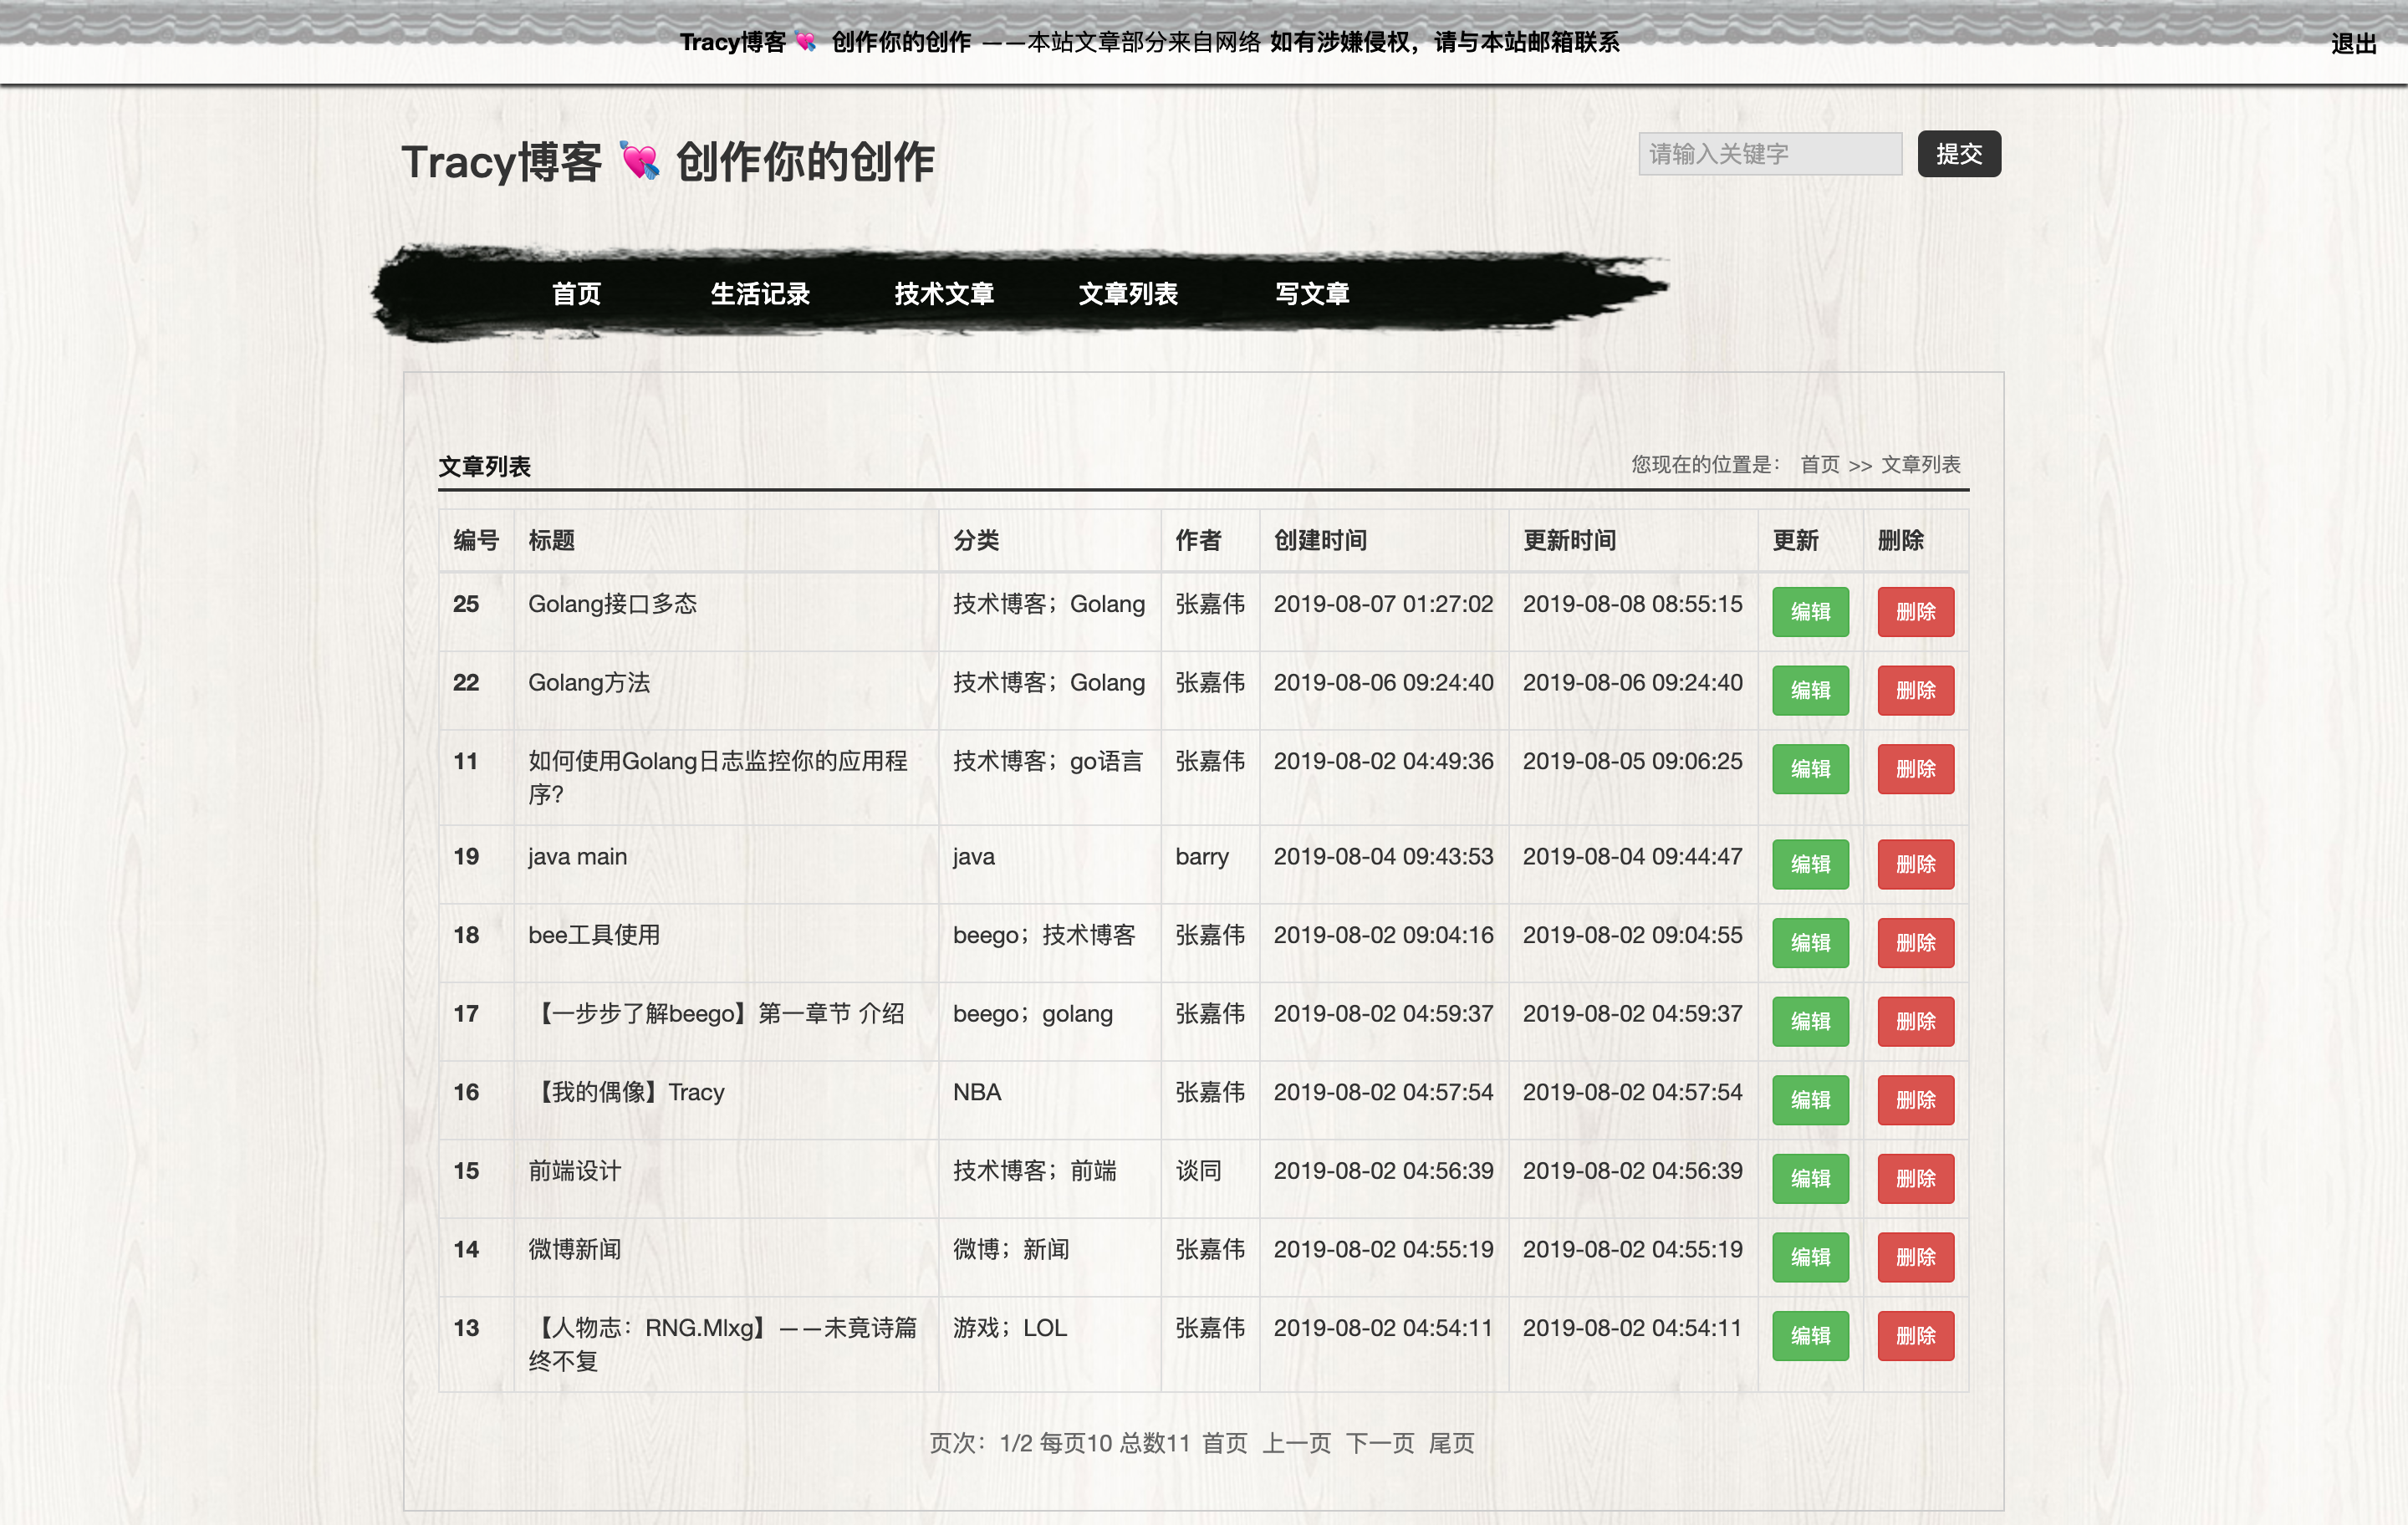 Tracy博客 💘 创作你的创作 ——本站文章部分来自网络 如有涉嫌侵权，请与本站邮箱联系
退出
Tracy博客 💘 创作你的创作
请输入关键字 提交
首页 生活记录 技术文章 文章列表 写文章
文章列表 您现在的位置是： 首页 >> 文章列表
编号 标题 分类 作者 创建时间 更新时间 更新 删除
25 Golang接口多态 技术博客；Golang 张嘉伟 2019-08-07 01:27:02 2019-08-08 08:55:15 编辑 删除
22 Golang方法 技术博客；Golang 张嘉伟 2019-08-06 09:24:40 2019-08-06 09:24:40 编辑 删除
11 如何使用Golang日志监控你的应用程 技术博客；go语言 张嘉伟 2019-08-02 04:49:36 2019-08-05 09:06:25 编辑 删除
序?
19 java main java barry 2019-08-04 09:43:53 2019-08-04 09:44:47 编辑 删除
18 bee工具使用 beego；技术博客 张嘉伟 2019-08-02 09:04:16 2019-08-02 09:04:55 编辑 删除
17 【一步步了解beego】第一章节 介绍 beego；golang 张嘉伟 2019-08-02 04:59:37 2019-08-02 04:59:37 编辑 删除
16 【我的偶像】Tracy NBA 张嘉伟 2019-08-02 04:57:54 2019-08-02 04:57:54 编辑 删除
15 前端设计 技术博客；前端 谈同 2019-08-02 04:56:39 2019-08-02 04:56:39 编辑 删除
14 微博新闻 微博；新闻 张嘉伟 2019-08-02 04:55:19 2019-08-02 04:55:19 编辑 删除
13 【人物志：RNG.Mlxg】——未竟诗篇 游戏；LOL 张嘉伟 2019-08-02 04:54:11 2019-08-02 04:54:11 编辑 删除
终不复
页次：1/2 每页10 总数11 首页 上一页 下一页 尾页